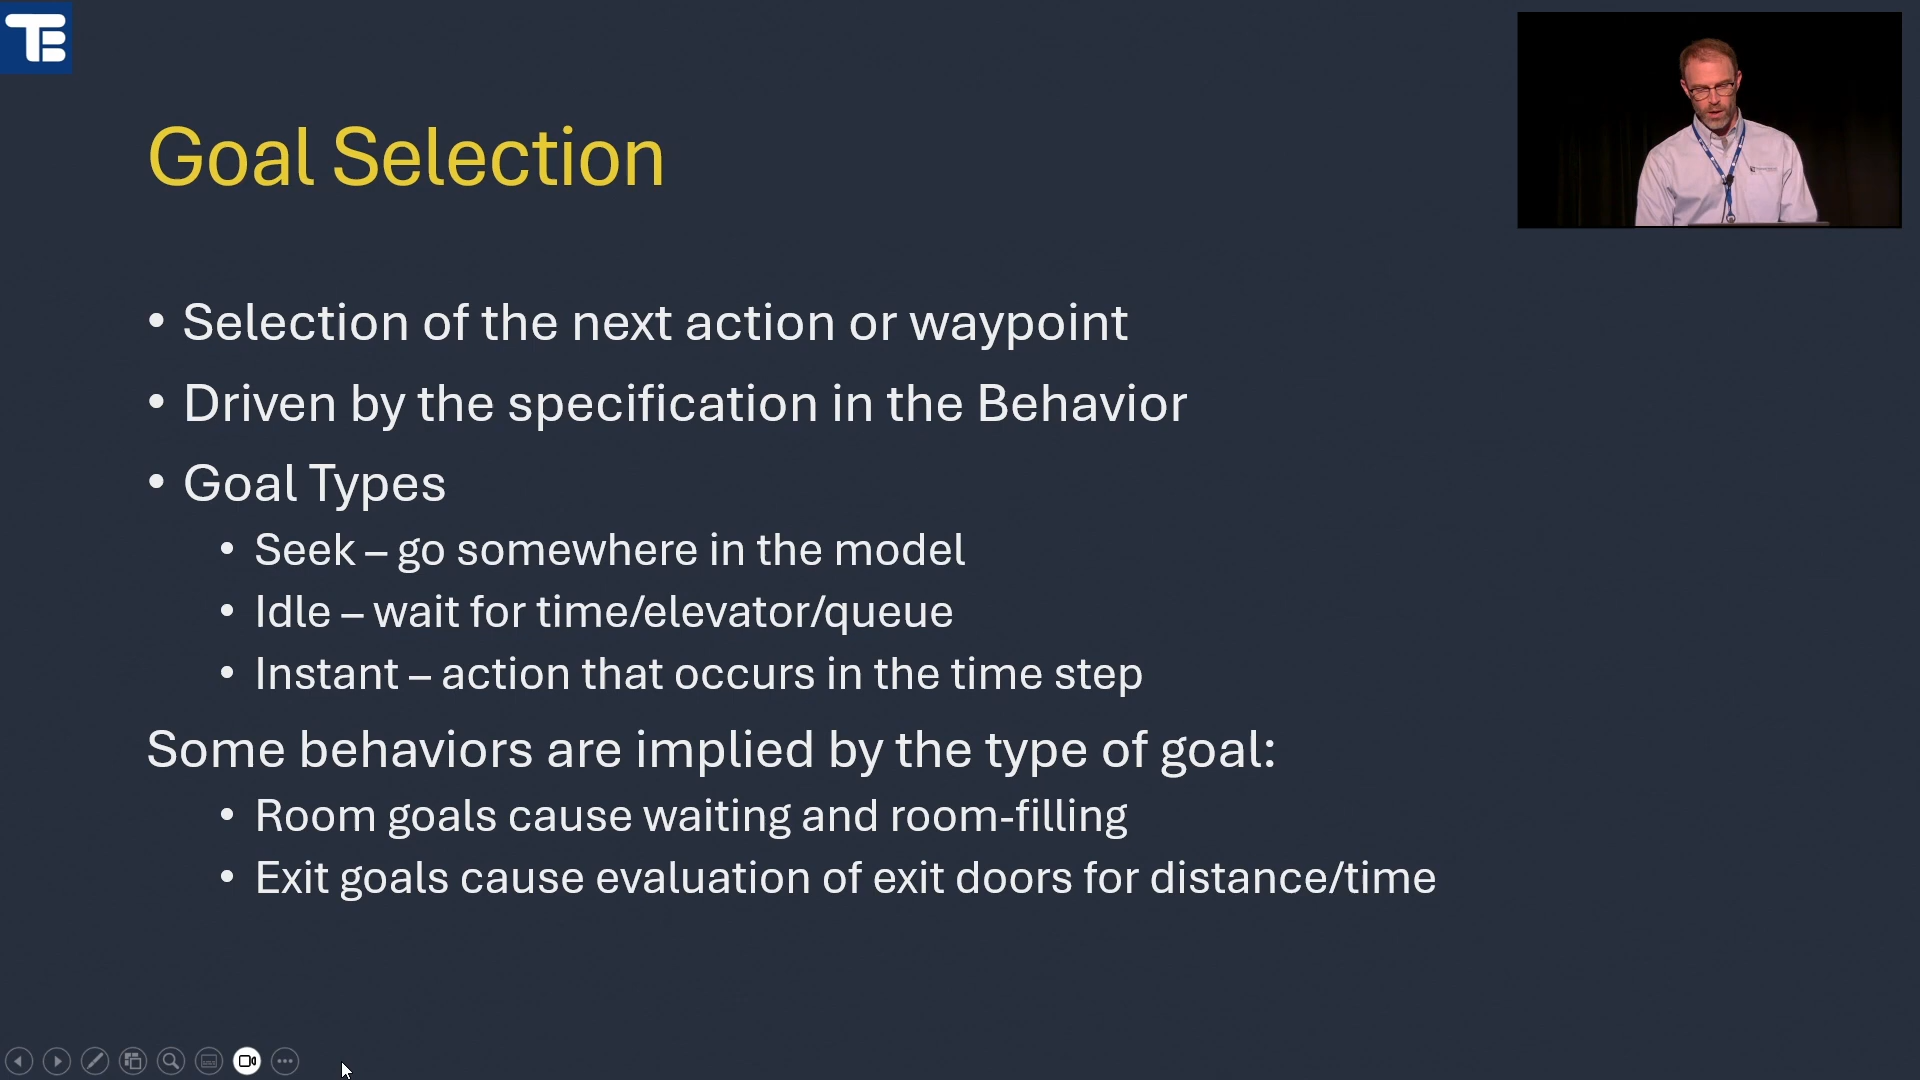 TB
Goal Selection
• Selection of the next action or waypoint
• Driven by the specification in the Behavior
• Goal Types
• Seek – go somewhere in the model
• Idle – wait for time/elevator/queue
• Instant – action that occurs in the time step
Some behaviors are implied by the type of goal:
• Room goals cause waiting and room-filling
• Exit goals cause evaluation of exit doors for distance/time